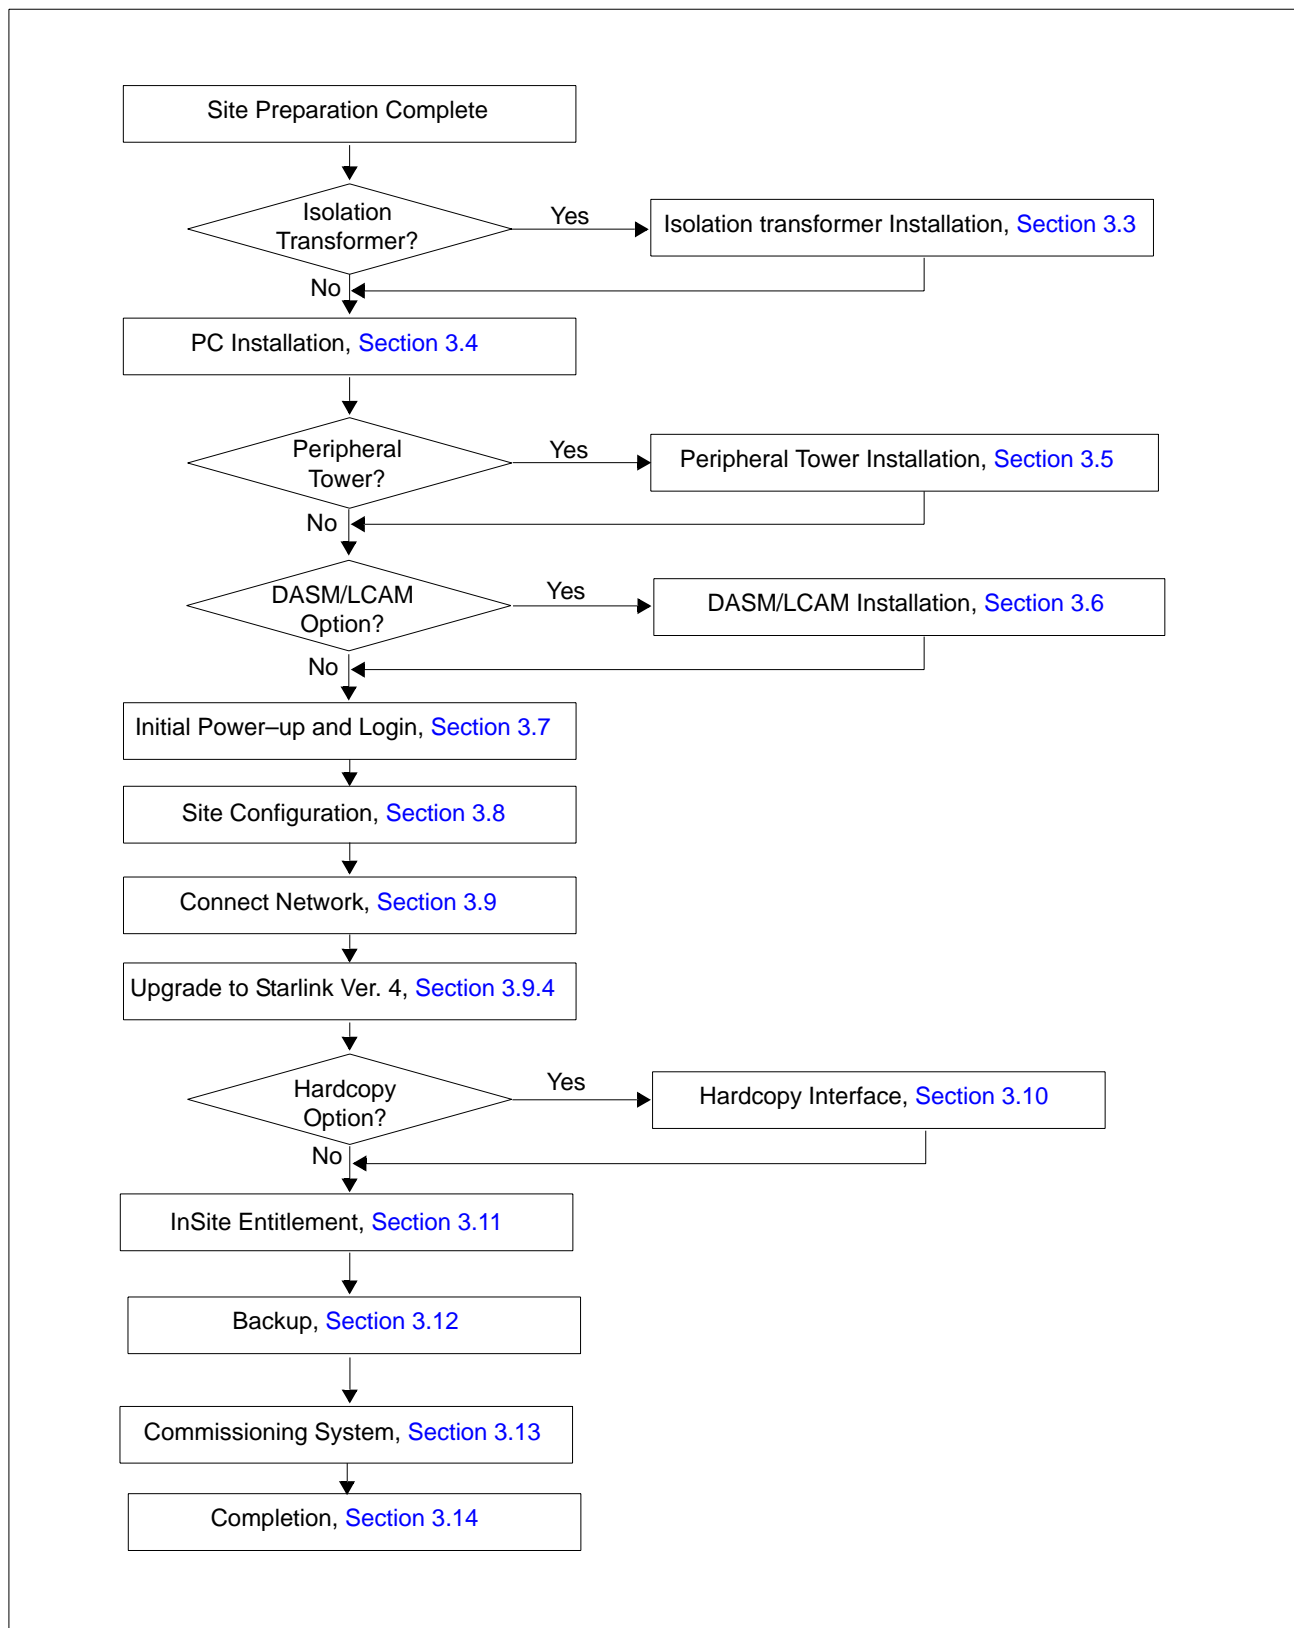 Site Preparation Complete
Isolation
Transformer?
Yes
Isolation transformer Installation, Section 3.3
No
PC Installation, Section 3.4
Peripheral
Tower?
Yes
Peripheral Tower Installation, Section 3.5
No
DASM/LCAM
Option?
Yes
DASM/LCAM Installation, Section 3.6
No
Initial Power–up and Login, Section 3.7
Site Configuration, Section 3.8
Connect Network, Section 3.9
Upgrade to Starlink Ver. 4, Section 3.9.4
Hardcopy
Option?
Yes
Hardcopy Interface, Section 3.10
No
InSite Entitlement, Section 3.11
Backup, Section 3.12
Commissioning System, Section 3.13
Completion, Section 3.14